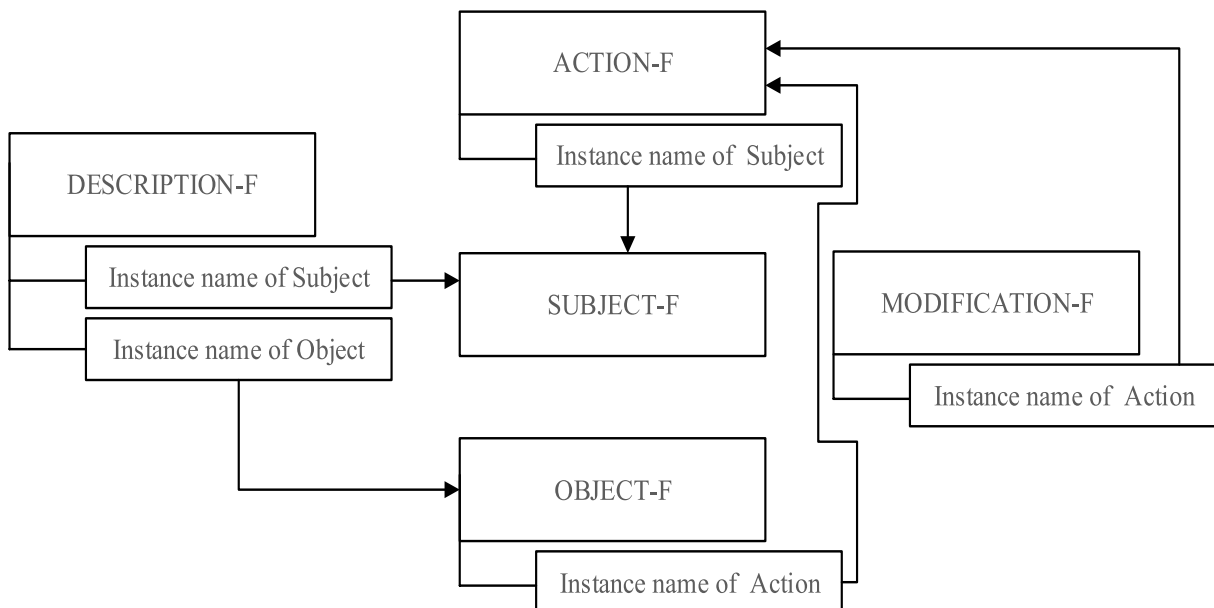 ACTION-F
Instance name of Subject
DESCRIPTION-F
Instance name of Subject
Instance name of Object
SUBJECT-F
MODIFICATION-F
Instance name of Action
OBJECT-F
Instance name of Action